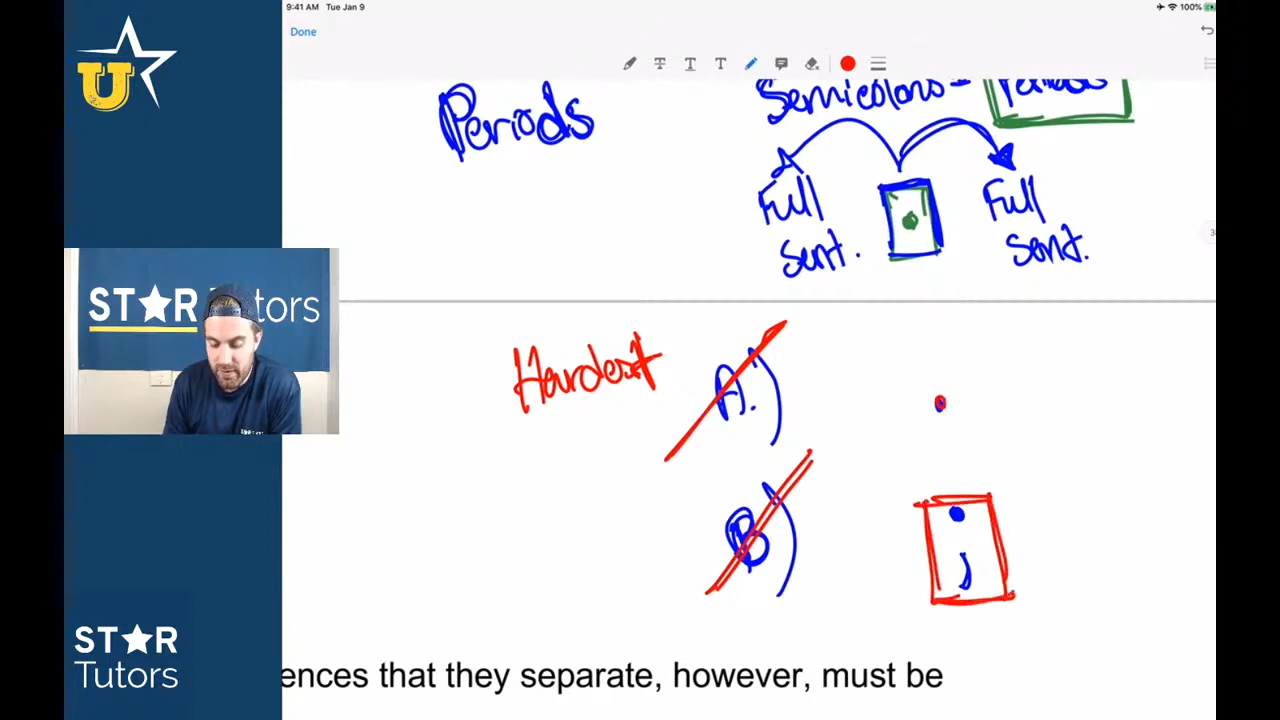 9:41 AM Tue Jan 9
100%
Done
T T T
U
Periods
Semicolons = Periods
Full sent. . Full sent.
STAR Tutors
Hardest A.) .
B) ;
STAR
Tutors
ences that they separate, however, must be